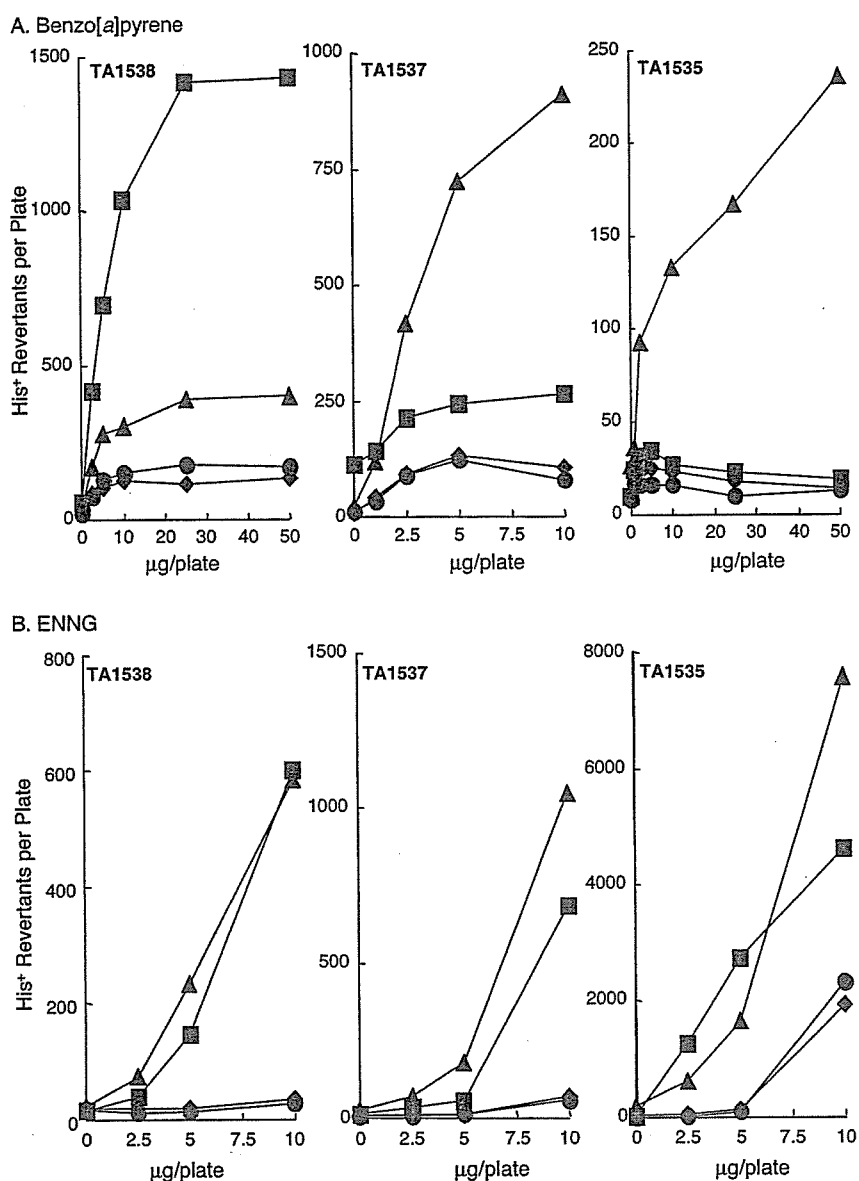 A. Benzo[a]pyrene
His⁺ Revertants per Plate
TA1538
1500
1000
500
0
0 10 20 30 40 50
µg/plate
TA1537
1000
750
500
250
0
0 2.5 5 7.5 10
µg/plate
TA1535
250
200
150
100
50
0
0 10 20 30 40 50
µg/plate
B. ENNG
His⁺ Revertants per Plate
TA1538
800
600
400
200
0
0 2.5 5 7.5 10
µg/plate
TA1537
1500
1000
500
0
0 2.5 5 7.5 10
µg/plate
TA1535
8000
6000
4000
2000
0
0 2.5 5 7.5 10
µg/plate